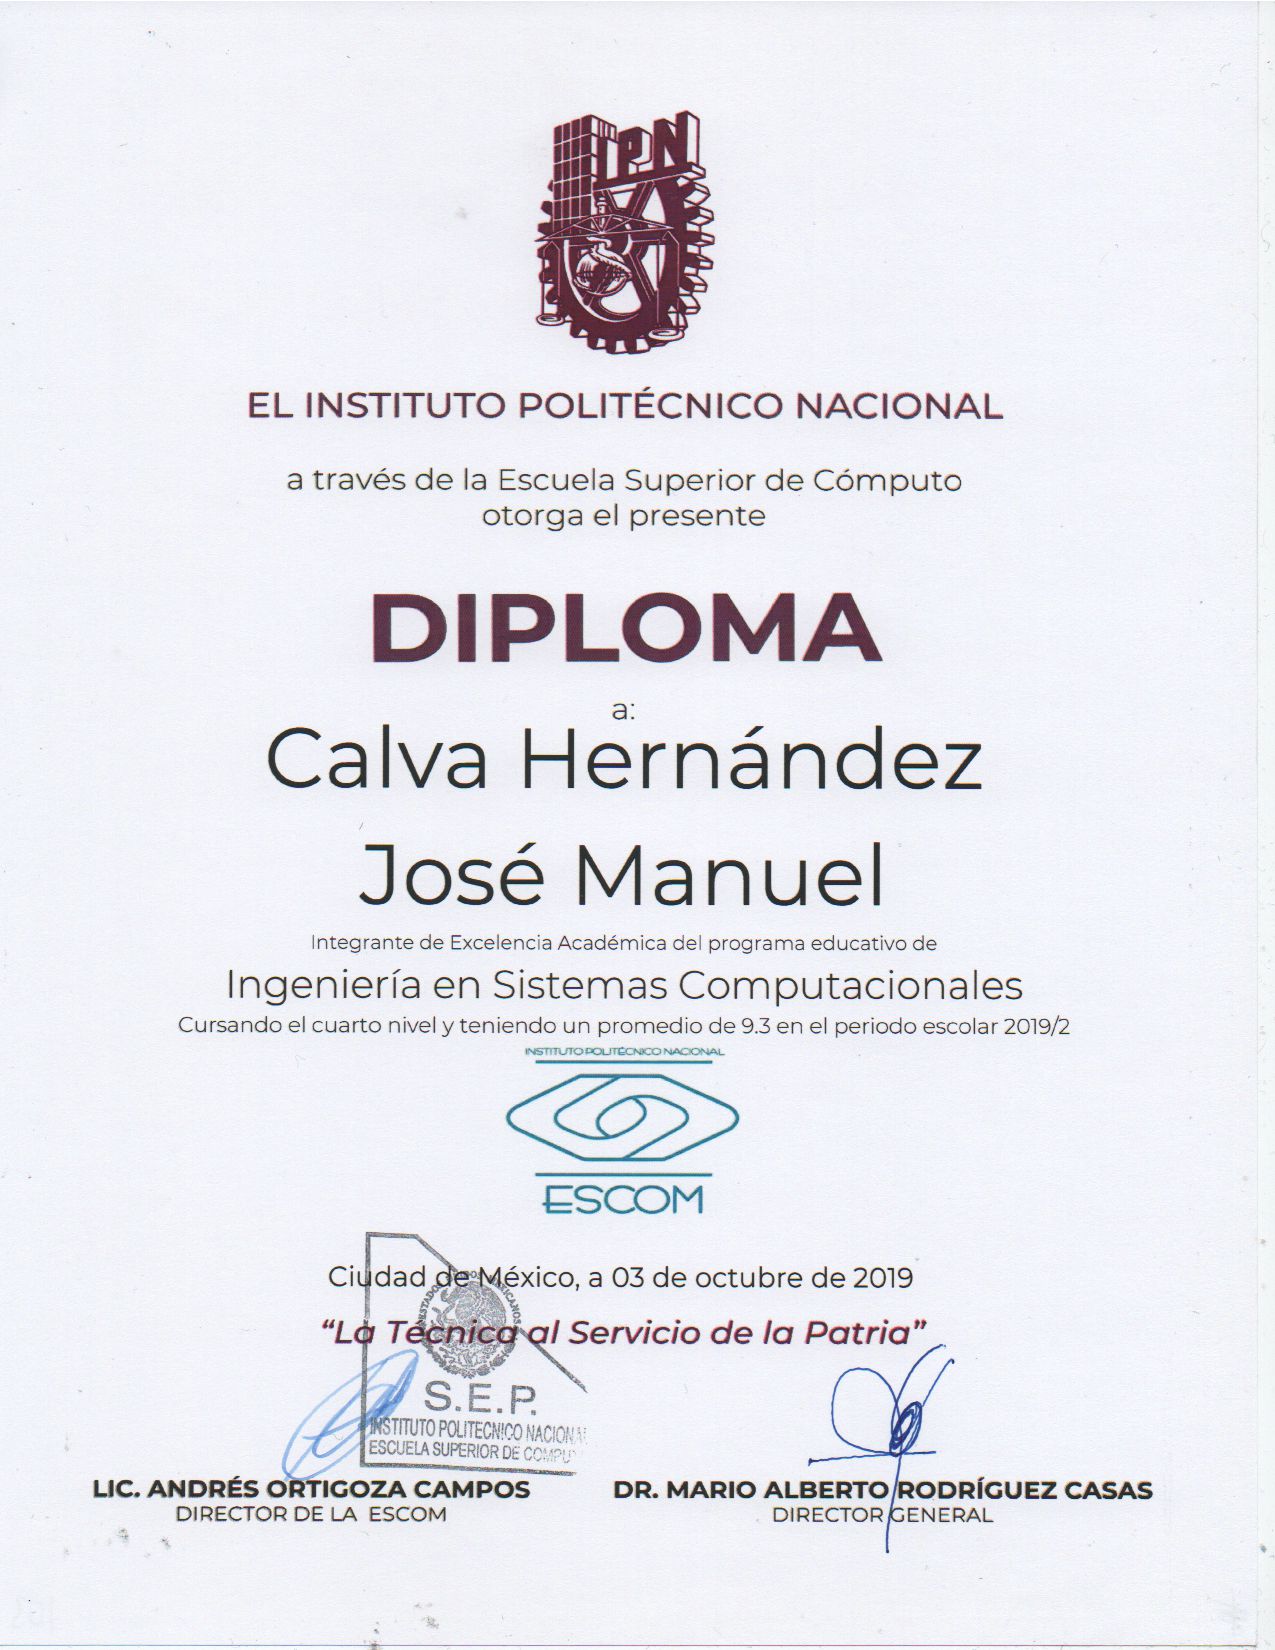 IPN
EL INSTITUTO POLITÉCNICO NACIONAL
a través de la Escuela Superior de Cómputo
otorga el presente
DIPLOMA
a:
Calva Hernández
José Manuel
Integrante de Excelencia Académica del programa educativo de
Ingeniería en Sistemas Computacionales
Cursando el cuarto nivel y teniendo un promedio de 9.3 en el periodo escolar 2019/2
INSTITUTO POLITÉCNICO NACIONAL
ESCOM
Ciudad de México, a 03 de octubre de 2019
"La Técnica al Servicio de la Patria"
ESTADOS UNIDOS MEXICANOS
S.E.P.
INSTITUTO POLITECNICO NACIONAL
ESCUELA SUPERIOR DE COMPU
LIC. ANDRÉS ORTIGOZA CAMPOS
DIRECTOR DE LA ESCOM
DR. MARIO ALBERTO RODRÍGUEZ CASAS
DIRECTOR GENERAL